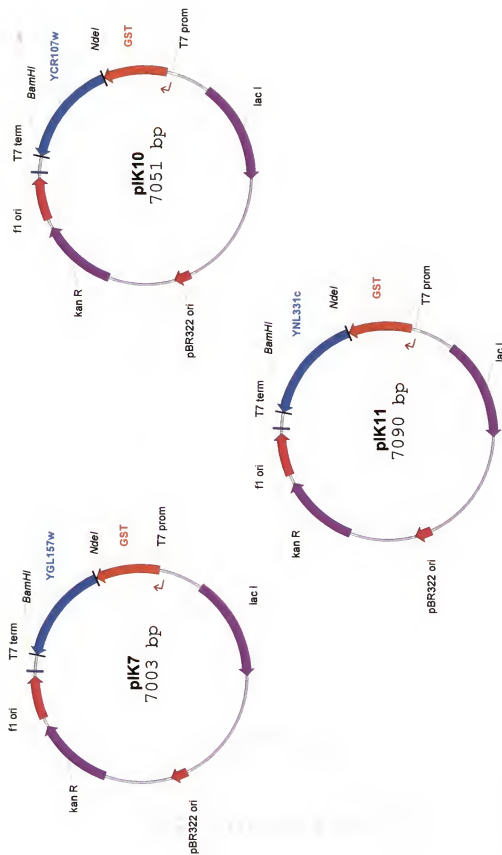 T7 term
BamHI
YCR107w
NdeI
GST
T7 prom
lac I
pBR322 ori
kan R
f1 ori
pIK10
7051 bp
T7 term
BamHI
YGL157w
NdeI
GST
T7 prom
lac I
pBR322 ori
kan R
f1 ori
pIK7
7003 bp
T7 term
BamHI
YNL331c
NdeI
GST
T7 prom
lac I
pBR322 ori
kan R
f1 ori
pIK11
7090 bp